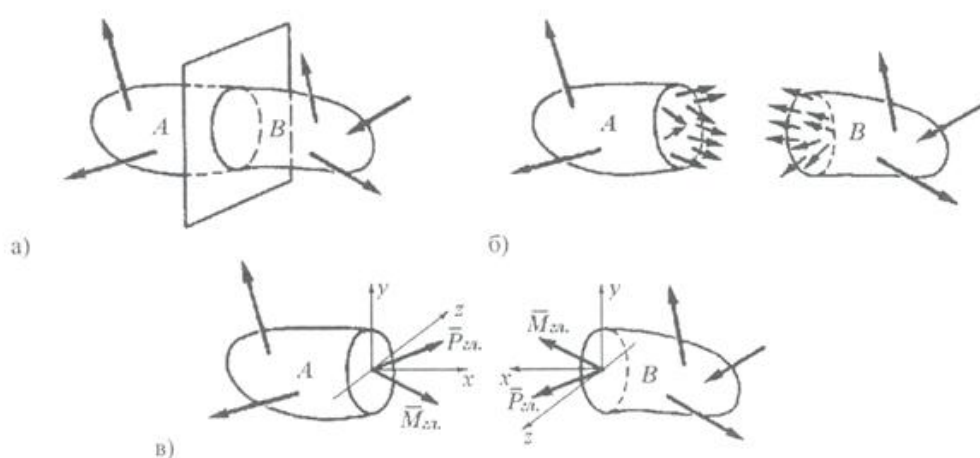 A B
A B
а) б)
y z P̅гл. x M̅гл. A
y M̅гл. x P̅гл. z B
в)